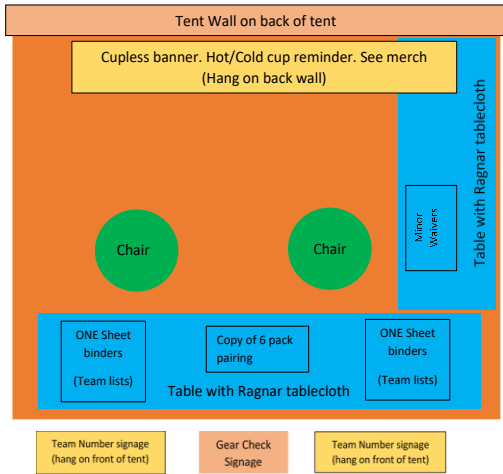 Tent Wall on back of tent
Cupless banner. Hot/Cold cup reminder. See merch
(Hang on back wall)
Table with Ragnar tablecloth
Minor
Waivers
Chair
Chair
ONE Sheet
binders
(Team lists)
Copy of 6 pack
pairing
ONE Sheet
binders
(Team lists)
Table with Ragnar tablecloth
Team Number signage
(hang on front of tent)
Gear Check
Signage
Team Number signage
(hang on front of tent)